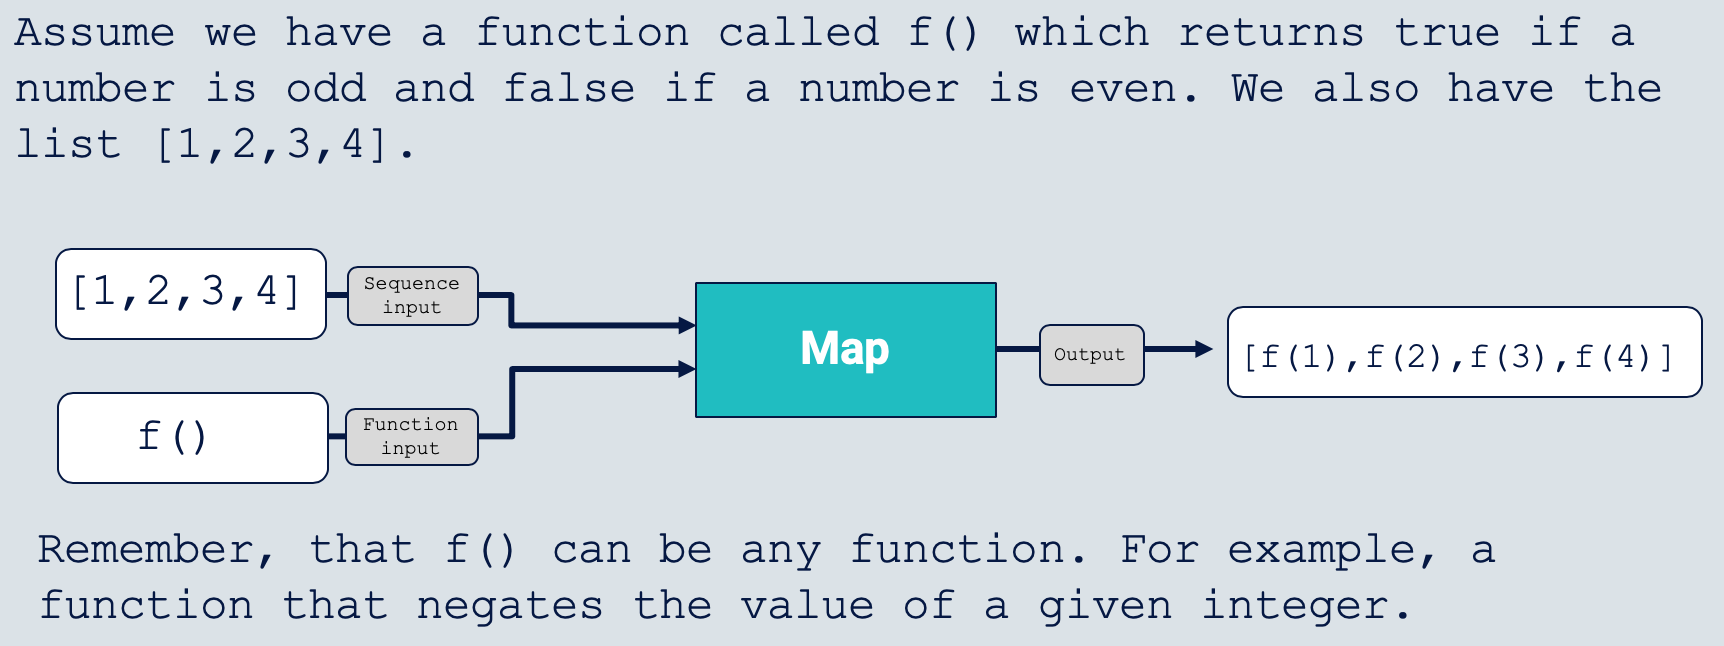 Assume we have a function called f() which returns true if a
number is odd and false if a number is even. We also have the
list [1,2,3,4].
[1,2,3,4]
Sequence
input
f()
Function
input
Map
Output
[f(1),f(2),f(3),f(4)]
Remember, that f() can be any function. For example, a
function that negates the value of a given integer.